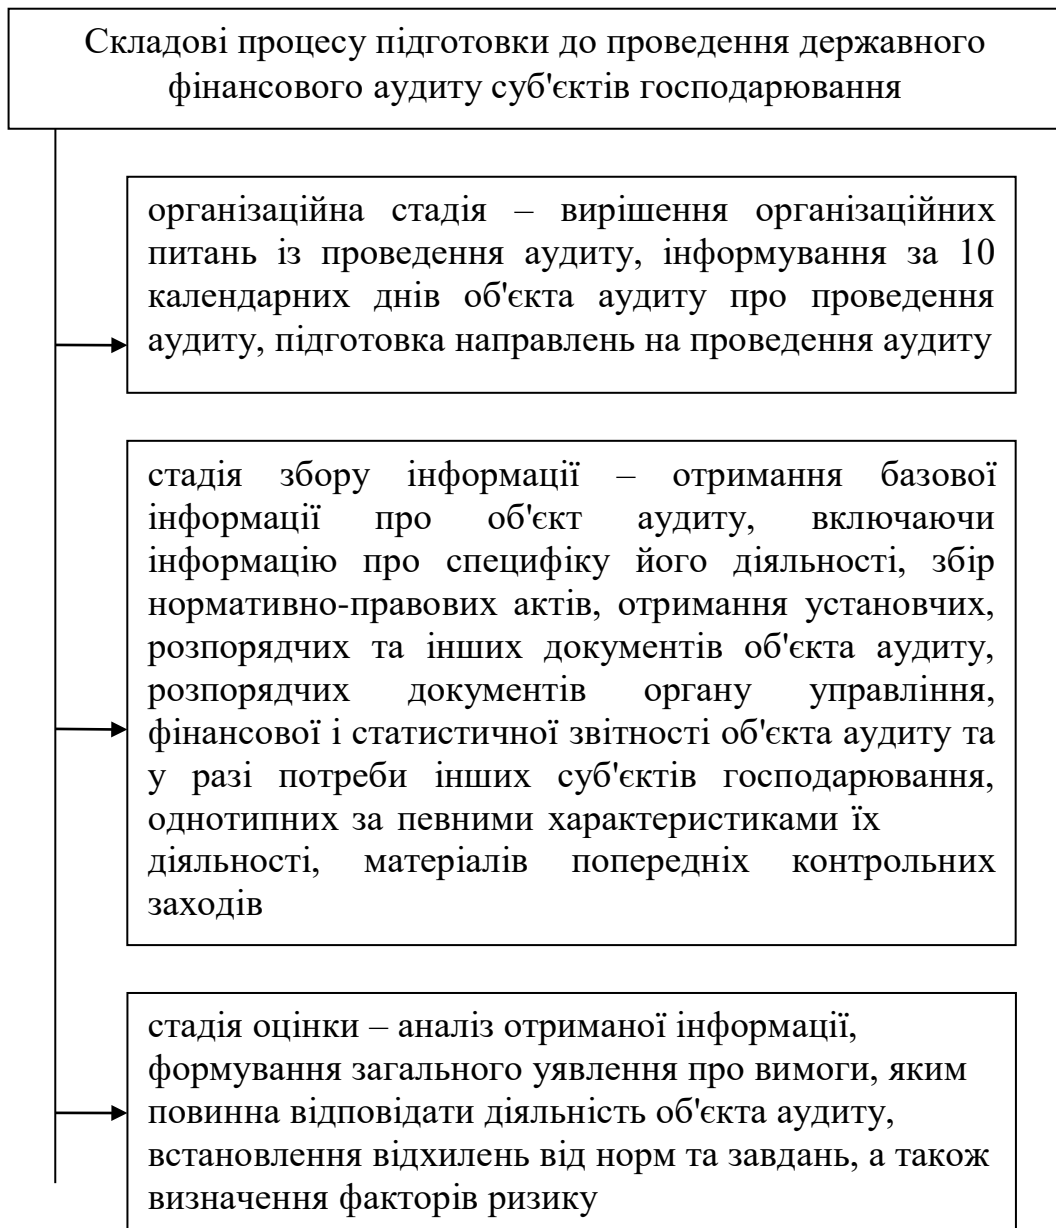 Складові процесу підготовки до проведення державного
фінансового аудиту суб'єктів господарювання
організаційна стадія – вирішення організаційних
питань із проведення аудиту, інформування за 10
календарних днів об'єкта аудиту про проведення
аудиту, підготовка направлень на проведення аудиту
стадія збору інформації – отримання базової
інформації про об'єкт аудиту, включаючи
інформацію про специфіку його діяльності, збір
нормативно-правових актів, отримання установчих,
розпорядчих та інших документів об'єкта аудиту,
розпорядчих документів органу управління,
фінансової і статистичної звітності об'єкта аудиту та
у разі потреби інших суб'єктів господарювання,
однотипних за певними характеристиками їх
діяльності, матеріалів попередніх контрольних
заходів
стадія оцінки – аналіз отриманої інформації,
формування загального уявлення про вимоги, яким
повинна відповідати діяльність об'єкта аудиту,
встановлення відхилень від норм та завдань, а також
визначення факторів ризику